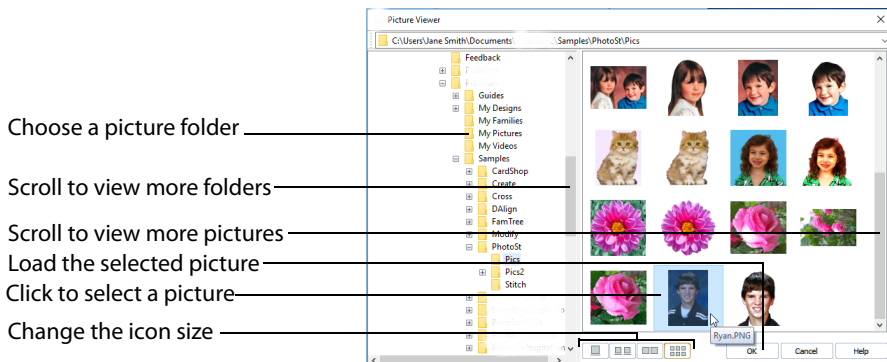 Picture Viewer
C:\Users\Jane Smith\Documents\ \Samples\PhotoSt\Pics
Feedback
Guides
My Designs
My Families
My Pictures
My Videos
Samples
CardShop
Create
Cross
DAlign
FamTree
Modify
PhotoSt
Pics
Pics2
Stitch
Choose a picture folder
Scroll to view more folders
Scroll to view more pictures
Load the selected picture
Click to select a picture
Change the icon size
Ryan.PNG
OK
Cancel
Help